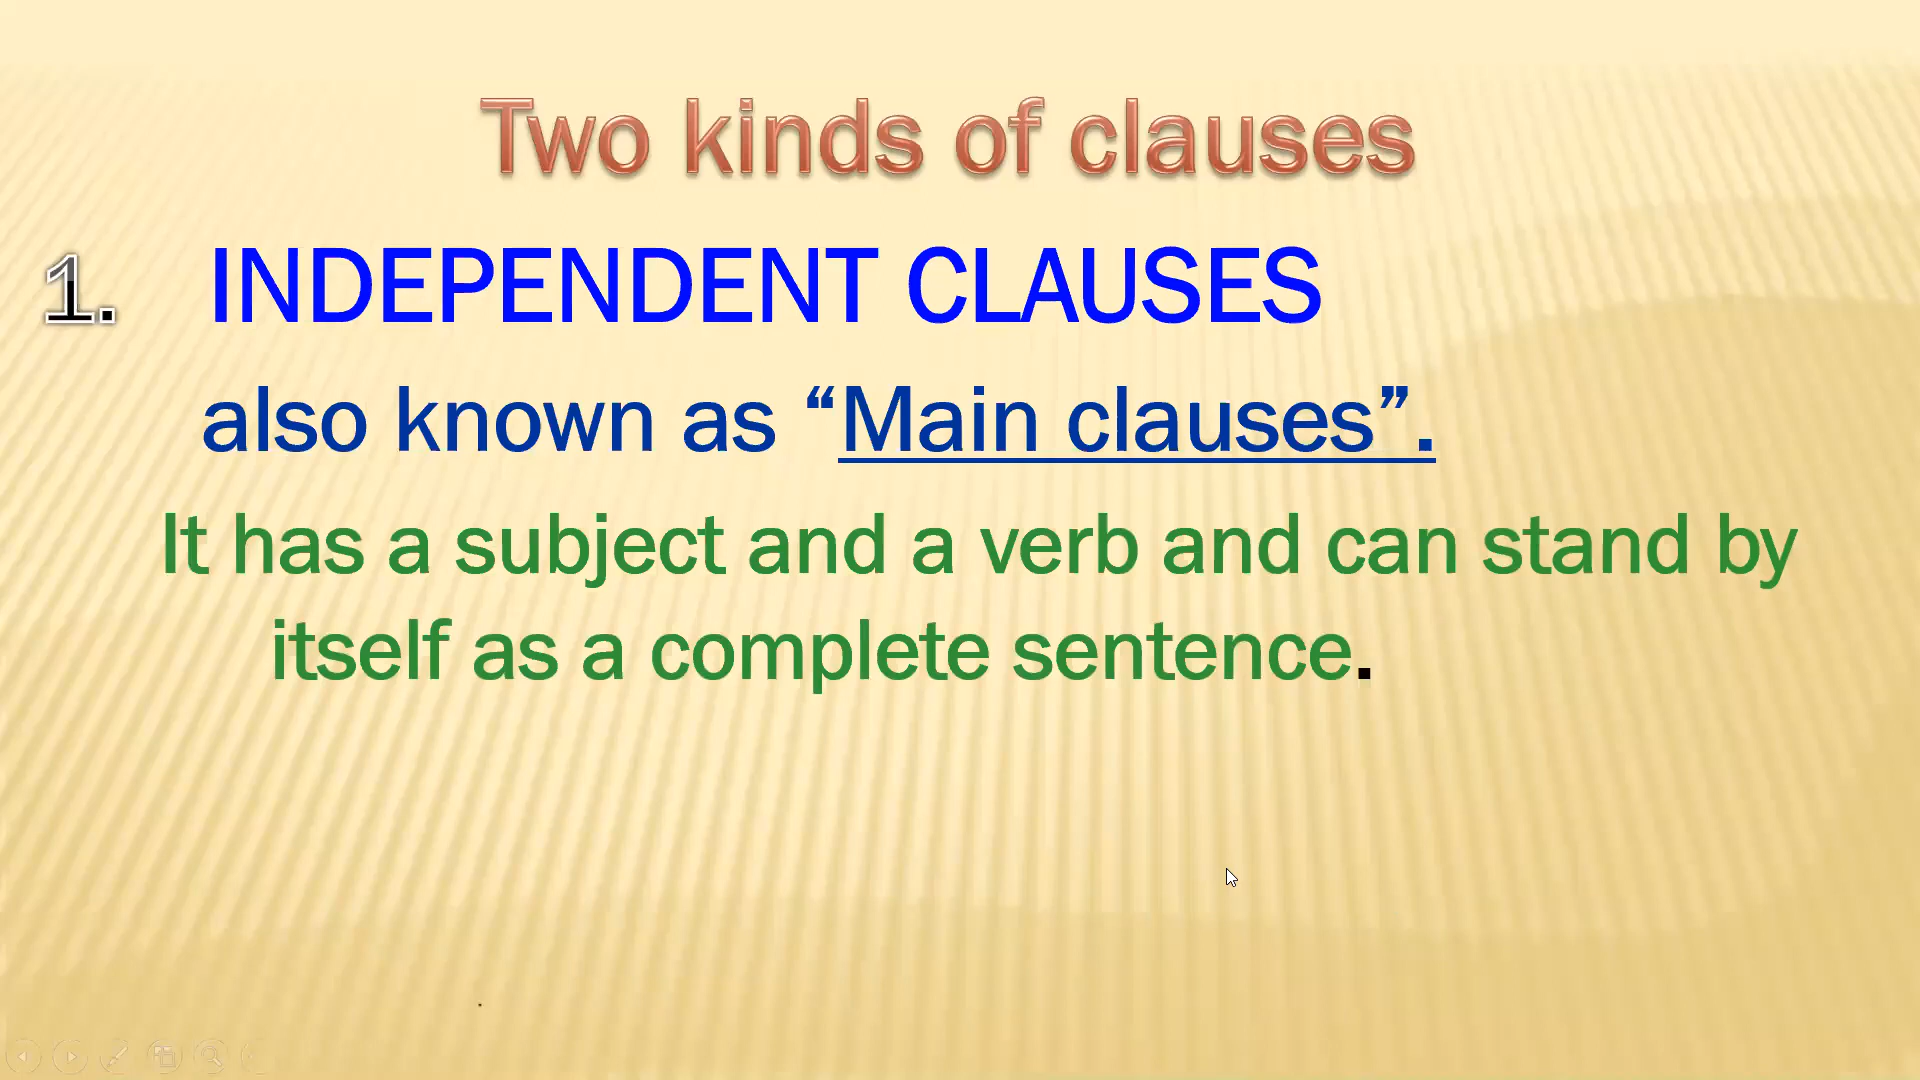 Two kinds of clauses
1. INDEPENDENT CLAUSES
also known as “Main clauses”.
It has a subject and a verb and can stand by
itself as a complete sentence.
.